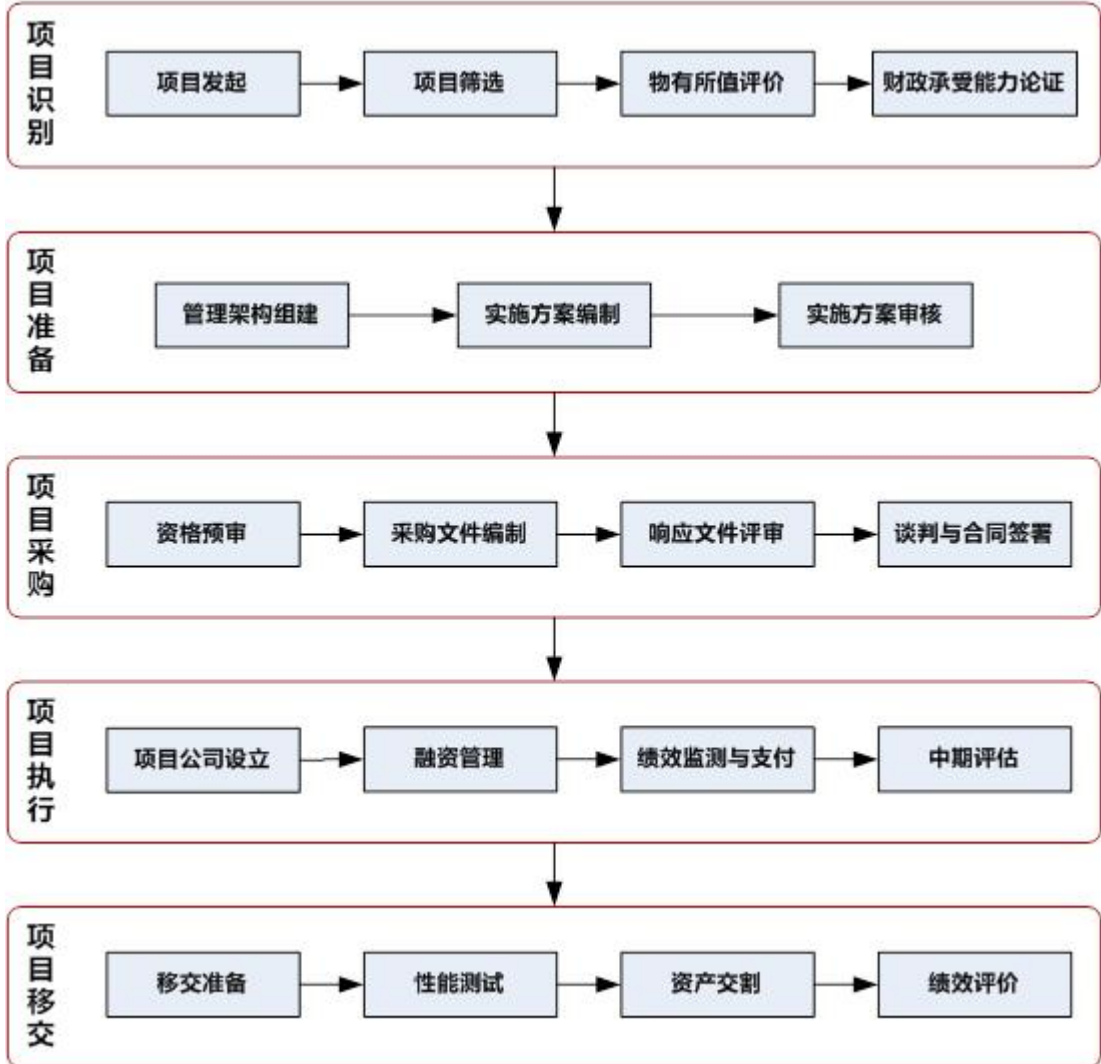 项目识别
项目发起
项目筛选
物有所值评价
财政承受能力论证
项目准备
管理架构组建
实施方案编制
实施方案审核
项目采购
资格预审
采购文件编制
响应文件评审
谈判与合同签署
项目执行
项目公司设立
融资管理
绩效监测与支付
中期评估
项目移交
移交准备
性能测试
资产交割
绩效评价